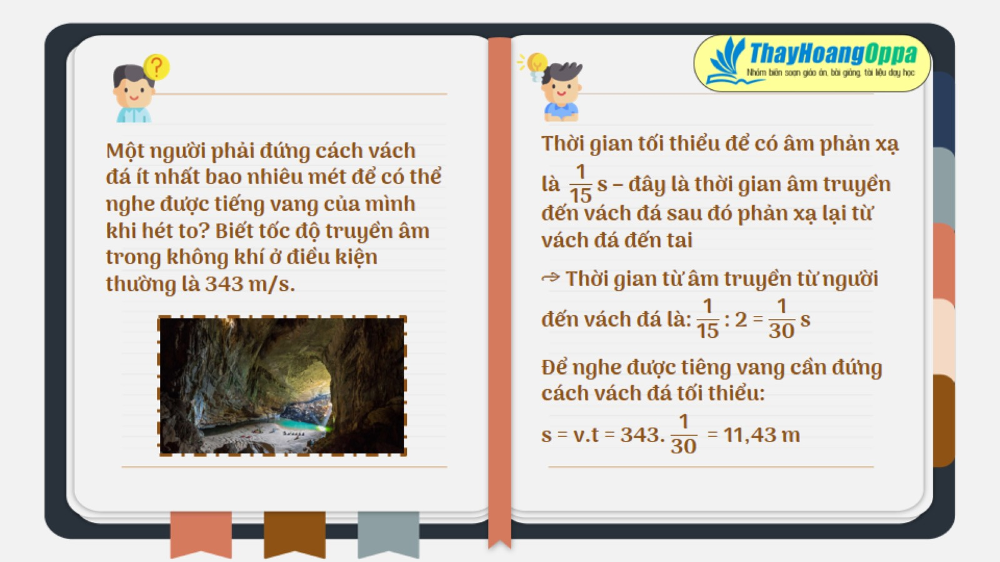 ?
ThayHoangOppa
Nhóm biên soạn giáo án, bài giảng, tài liệu dạy học
Một người phải đứng cách vách
đá ít nhất bao nhiêu mét để có thể
nghe được tiếng vang của mình
khi hét to? Biết tốc độ truyền âm
trong không khí ở điều kiện
thường là 343 m/s.
Thời gian tối thiểu để có âm phản xạ
là 1/15 s – đây là thời gian âm truyền
đến vách đá sau đó phản xạ lại từ
vách đá đến tai
➩ Thời gian từ âm truyền từ người
đến vách đá là: 1/15 : 2 = 1/30 s
Để nghe được tiêng vang cần đứng
cách vách đá tối thiểu:
s = v.t = 343. 1/30 = 11,43 m